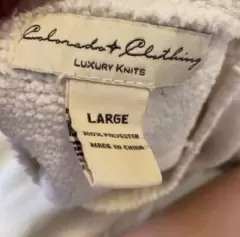 Colorado + Clothing
LUXURY KNITS
LARGE
100% POLYESTER
MADE IN CHINA